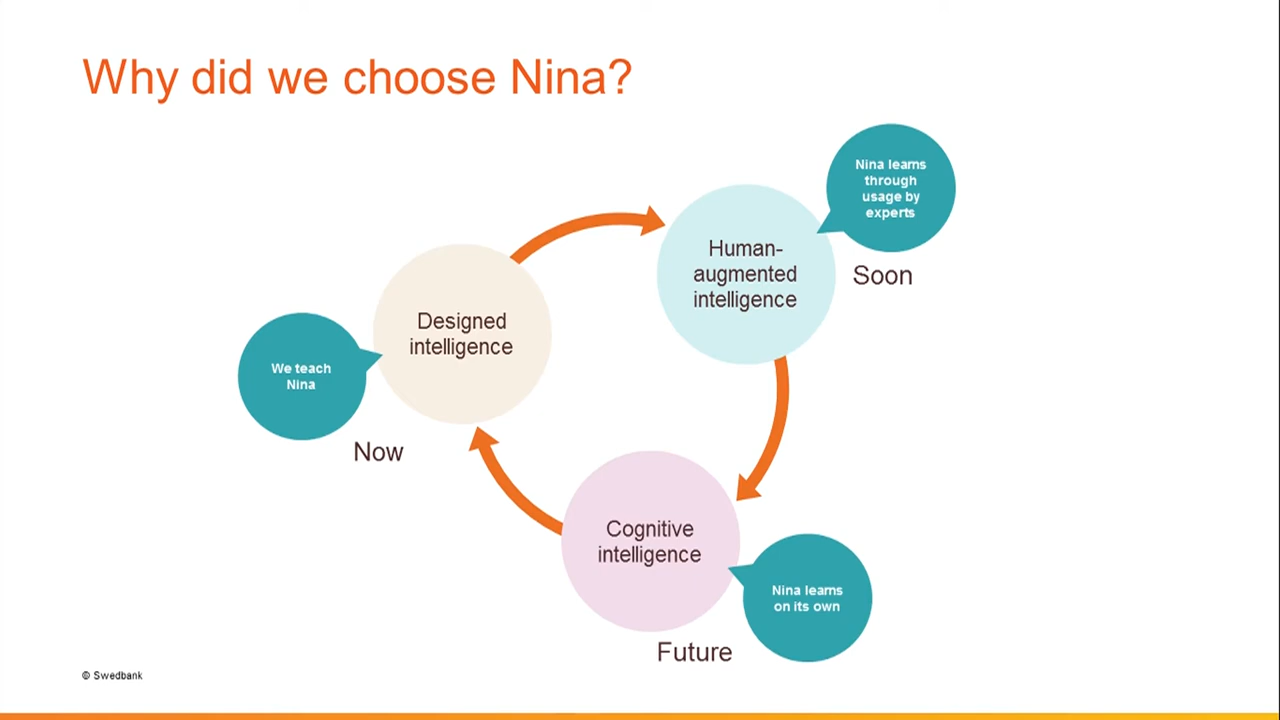 Why did we choose Nina?
Nina learns
through
usage by
experts
Human-
augmented
intelligence
Soon
Designed
intelligence
We teach
Nina
Now
Cognitive
intelligence
Nina learns
on its own
Future
© Swedbank